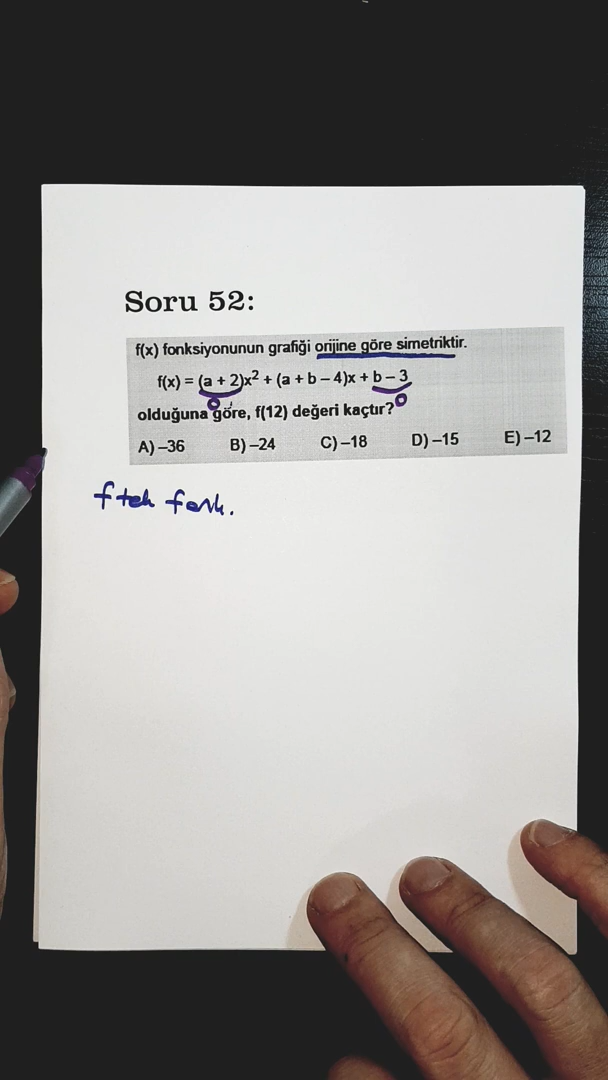 Soru 52:
f(x) fonksiyonunun grafiği orijine göre simetriktir.
f(x) = (a + 2)x² + (a + b – 4)x + b – 3
0 0
olduğuna göre, f(12) değeri kaçtır?
A) –36 B) –24 C) –18 D) –15 E) –12
f tek fonk.